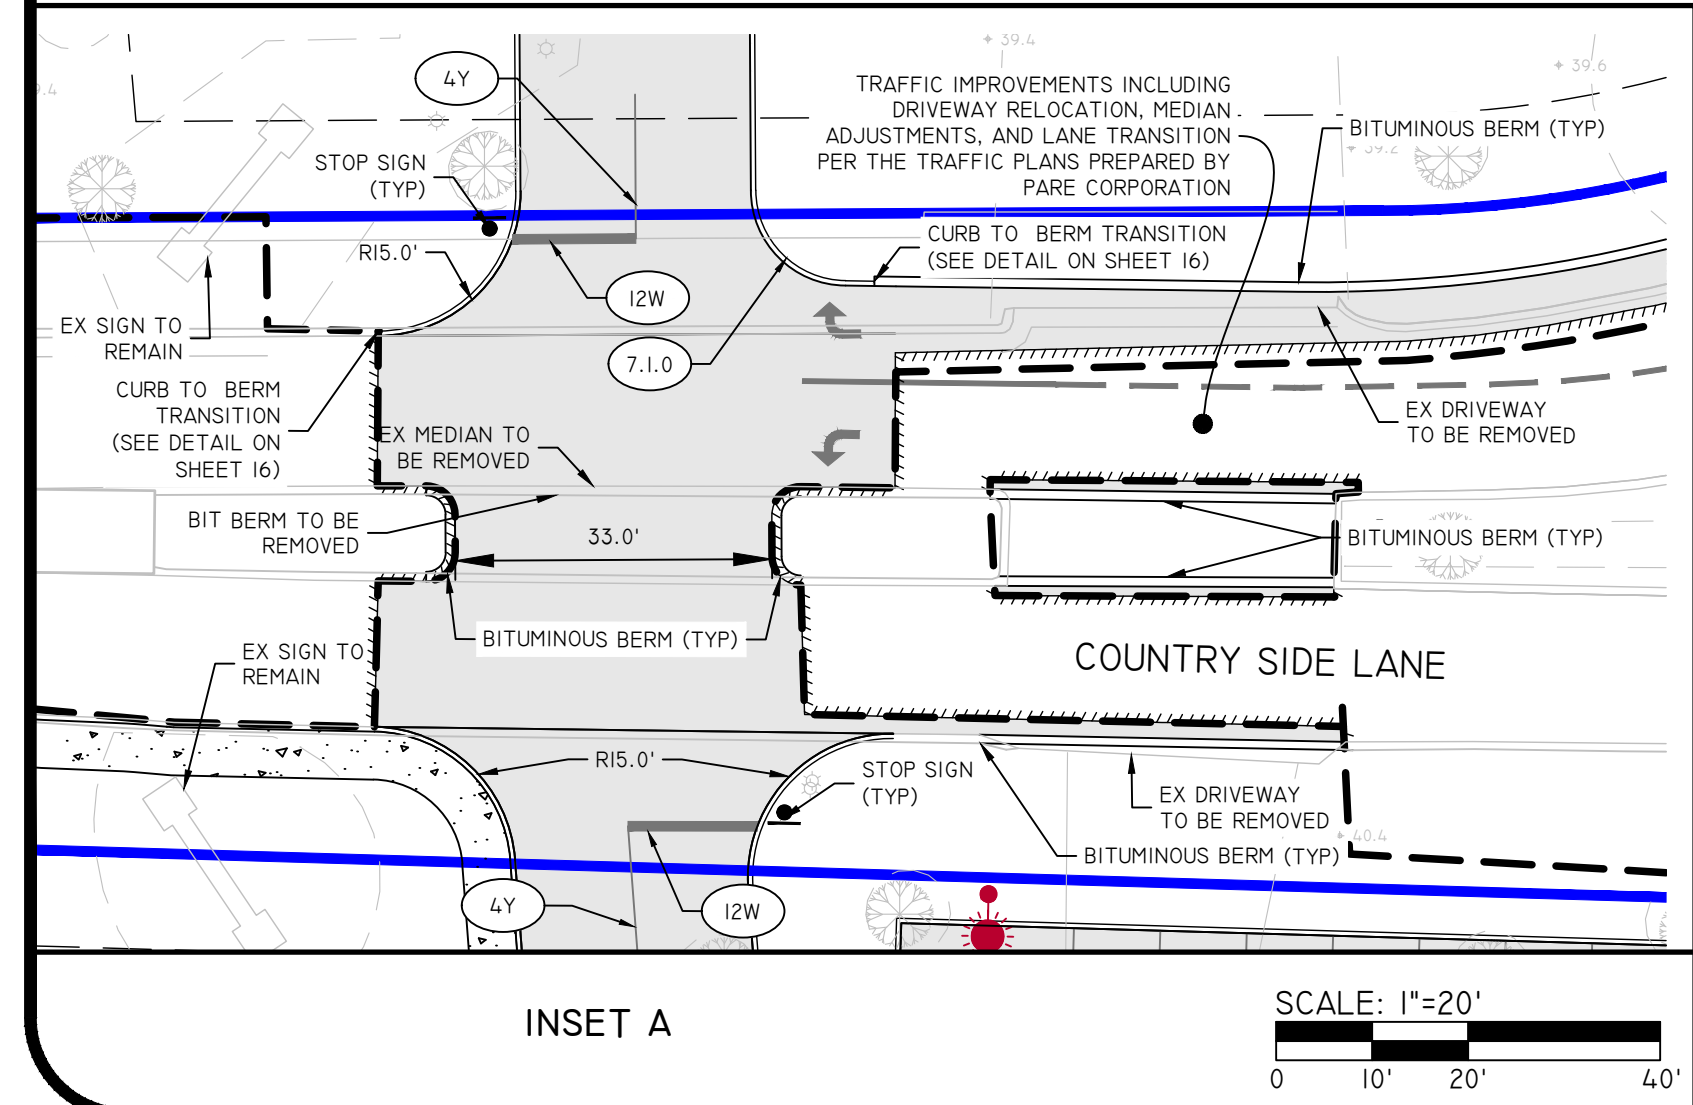 39.4
39.6
9.4
4Y
TRAFFIC IMPROVEMENTS INCLUDING
DRIVEWAY RELOCATION, MEDIAN
ADJUSTMENTS, AND LANE TRANSITION
PER THE TRAFFIC PLANS PREPARED BY
PARE CORPORATION
BITUMINOUS BERM (TYP)
39.2
STOP SIGN
(TYP)
R15.0'
CURB TO BERM TRANSITION
(SEE DETAIL ON SHEET 16)
12W
EX SIGN TO
REMAIN
7.1.0
CURB TO BERM
TRANSITION
(SEE DETAIL ON
SHEET 16)
EX MEDIAN TO
BE REMOVED
EX DRIVEWAY
TO BE REMOVED
BIT BERM TO BE
REMOVED
33.0'
BITUMINOUS BERM (TYP)
BITUMINOUS BERM (TYP)
EX SIGN TO
REMAIN
COUNTRY SIDE LANE
R15.0'
STOP SIGN
(TYP)
EX DRIVEWAY
TO BE REMOVED
40.4
BITUMINOUS BERM (TYP)
4Y
12W
INSET A
SCALE: 1"=20'
0 10' 20' 40'